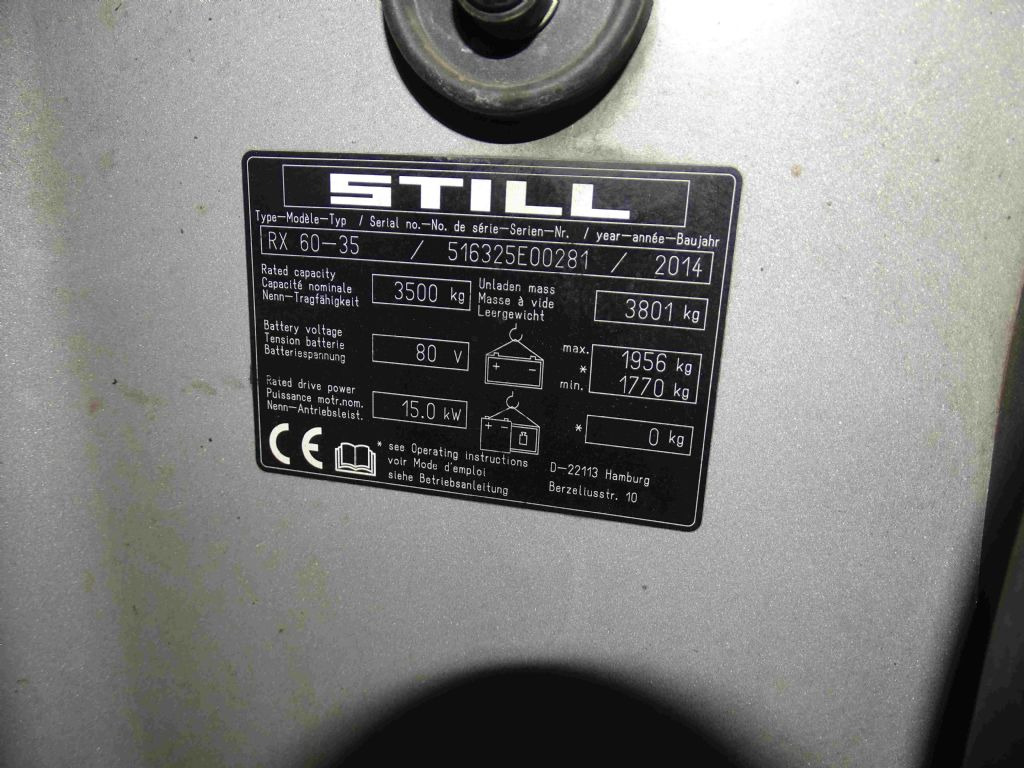 STILL
Type-Modèle-Typ / Serial no.-No. de série-Serien-Nr. / year-année-Baujahr
RX 60-35 / 516325E00281 / 2014
Rated capacity
Capacité nominale
Nenn-Tragfähigkeit
3500 kg
Unladen mass
Masse à vide
Leergewicht
3801 kg
Battery voltage
Tension batterie
Batteriespannung
80 V
+ -
max. 1956 kg
*
min. 1770 kg
Rated drive power
Puissance motr.nom.
Nenn-Antriebsleist.
15.0 kW
+ -
* 0 kg
CE
* see Operating instructions
voir Mode d'emploi
siehe Betriebsanleitung
D-22113 Hamburg
Berzeliusstr. 10